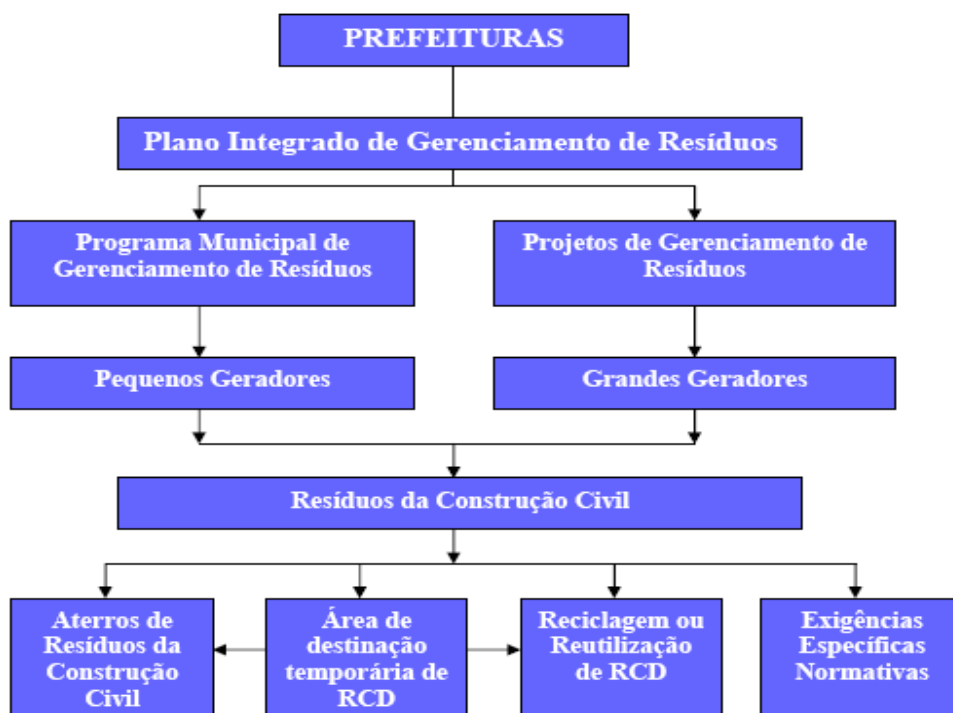 PREFEITURAS
Plano Integrado de Gerenciamento de Resíduos
Programa Municipal de
Gerenciamento de Resíduos
Projetos de Gerenciamento de
Resíduos
Pequenos Geradores
Grandes Geradores
Resíduos da Construção Civil
Aterros de
Resíduos da
Construção
Civil
Área de
destinação
temporária de
RCD
Reciclagem ou
Reutilização
de RCD
Exigências
Específicas
Normativas